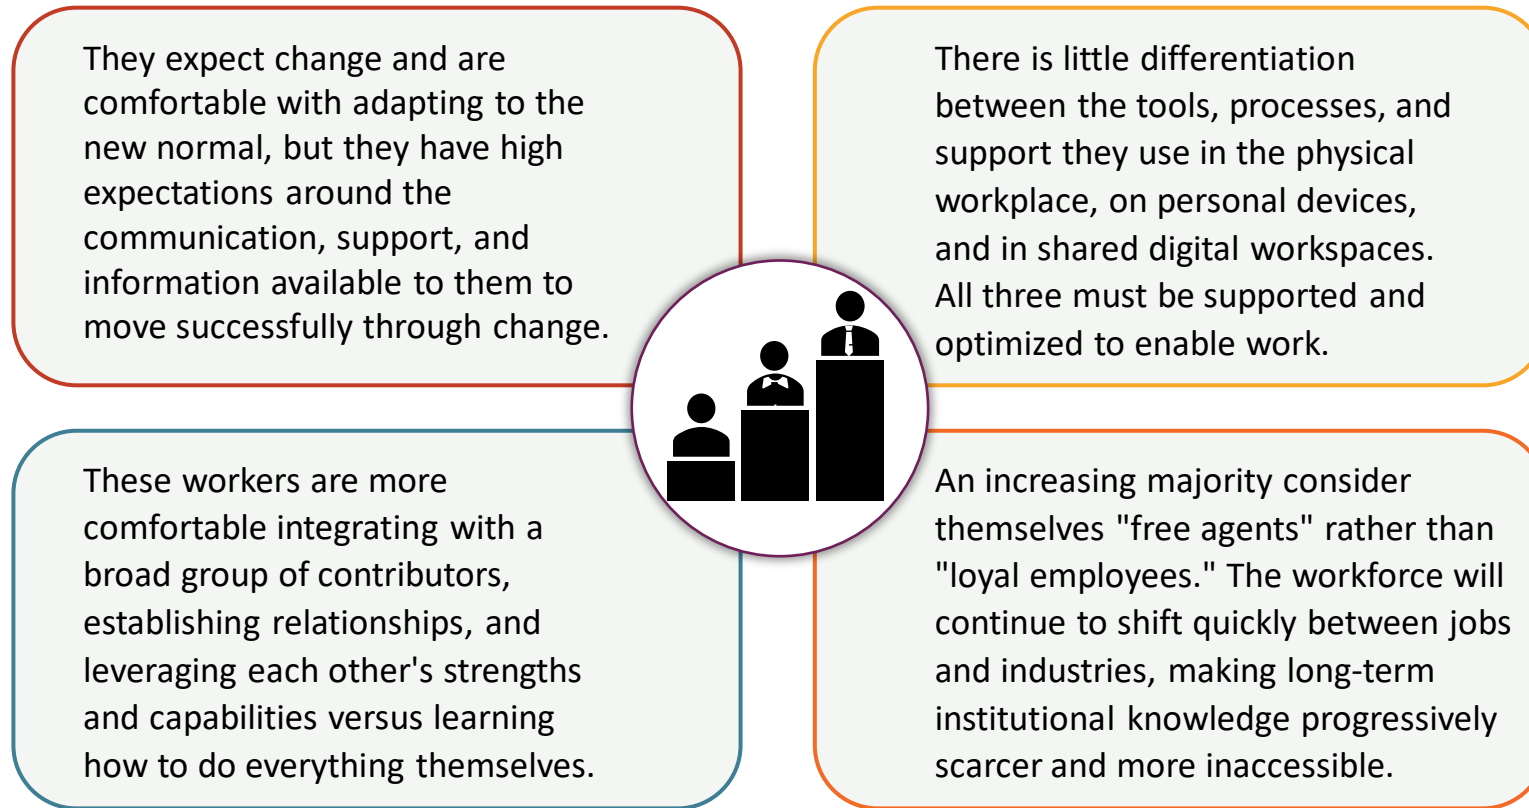 They expect change and are
comfortable with adapting to the
new normal, but they have high
expectations around the
communication, support, and
information available to them to
move successfully through change.
There is little differentiation
between the tools, processes, and
support they use in the physical
workplace, on personal devices,
and in shared digital workspaces.
All three must be supported and
optimized to enable work.
These workers are more
comfortable integrating with a
broad group of contributors,
establishing relationships, and
leveraging each other's strengths
and capabilities versus learning
how to do everything themselves.
An increasing majority consider
themselves "free agents" rather than
"loyal employees." The workforce will
continue to shift quickly between jobs
and industries, making long-term
institutional knowledge progressively
scarcer and more inaccessible.